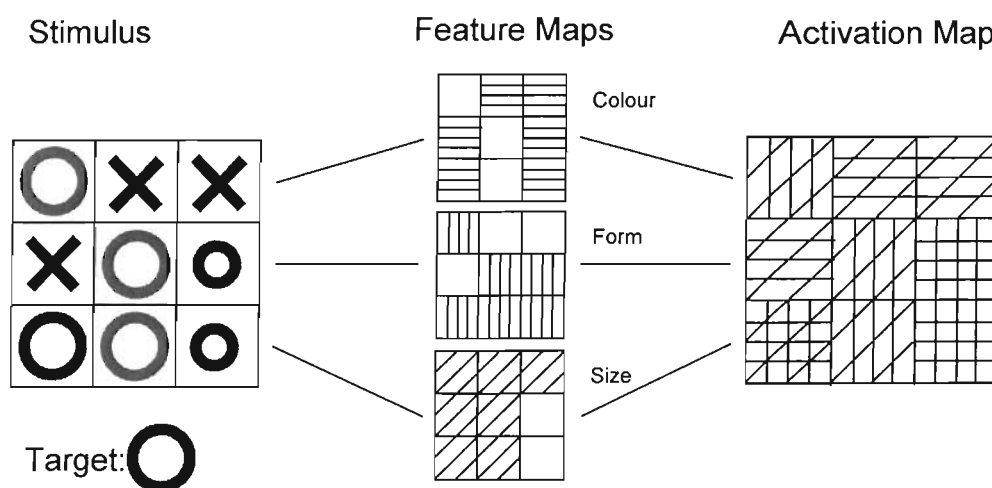 Stimulus
Feature Maps
Activation Map
Colour
Form
Size
Target: